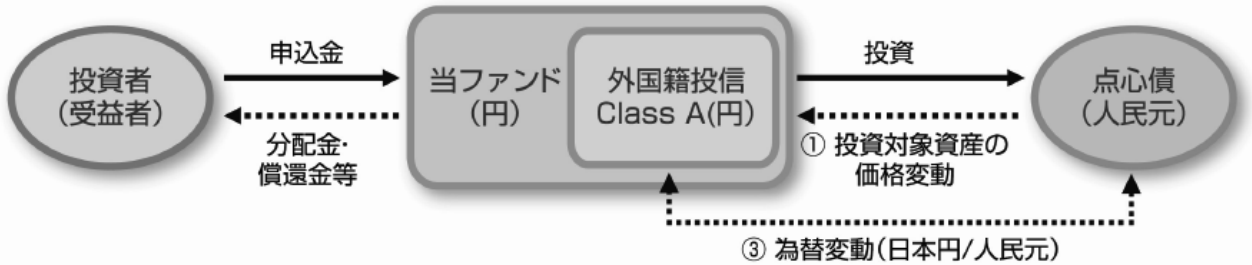 投資者
(受益者)
申込金
分配金・
償還金等
当ファンド
(円)
外国籍投信
Class A(円)
投資
① 投資対象資産の
価格変動
点心債
(人民元)
③ 為替変動(日本円/人民元)